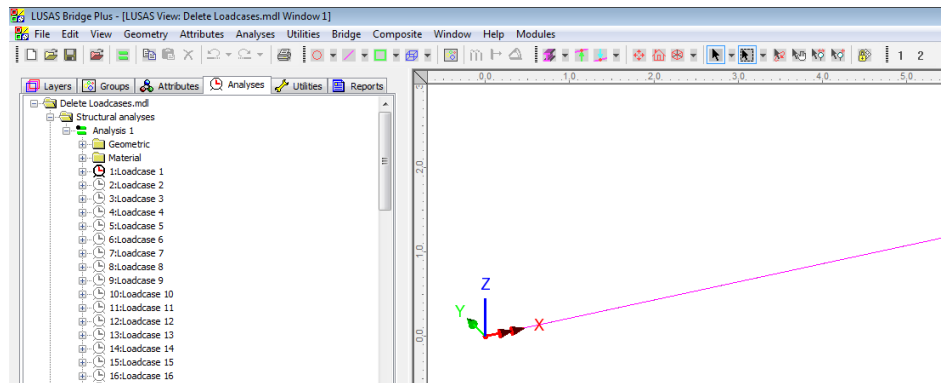 LUSAS Bridge Plus - [LUSAS View: Delete Loadcases.mdl Window 1]
File Edit View Geometry Attributes Analyses Utilities Bridge Composite Window Help Modules
1 2
Layers Groups Attributes Analyses Utilities Reports
0.0 1.0 2.0 3.0 4.0 5.0
Delete Loadcases.mdl
Structural analyses
Analysis 1
Geometric
Material
1:Loadcase 1
2:Loadcase 2
3:Loadcase 3
4:Loadcase 4
5:Loadcase 5
6:Loadcase 6
7:Loadcase 7
8:Loadcase 8
9:Loadcase 9
10:Loadcase 10
11:Loadcase 11
12:Loadcase 12
13:Loadcase 13
14:Loadcase 14
15:Loadcase 15
16:Loadcase 16
2.0
1.0
0.0
Z
Y
X